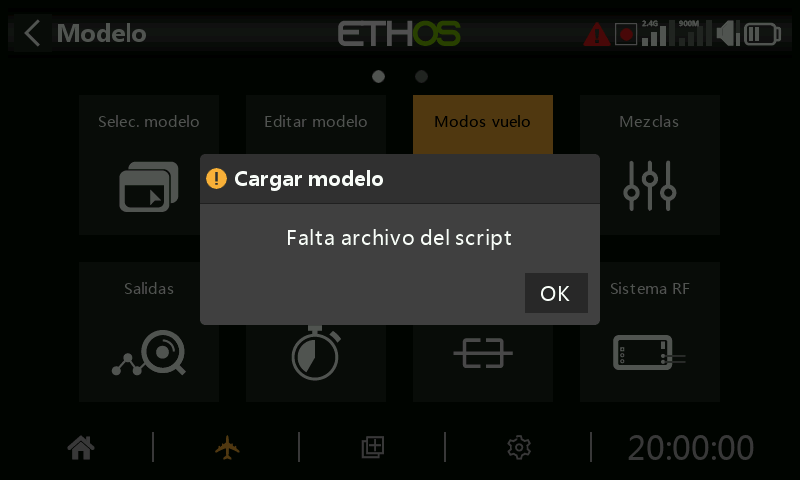 Modelo
ETHOS
2.4G
900M
Selec. modelo
Editar modelo
Modos vuelo
Mezclas
Cargar modelo
Falta archivo del script
OK
Salidas
Sistema RF
20:00:00